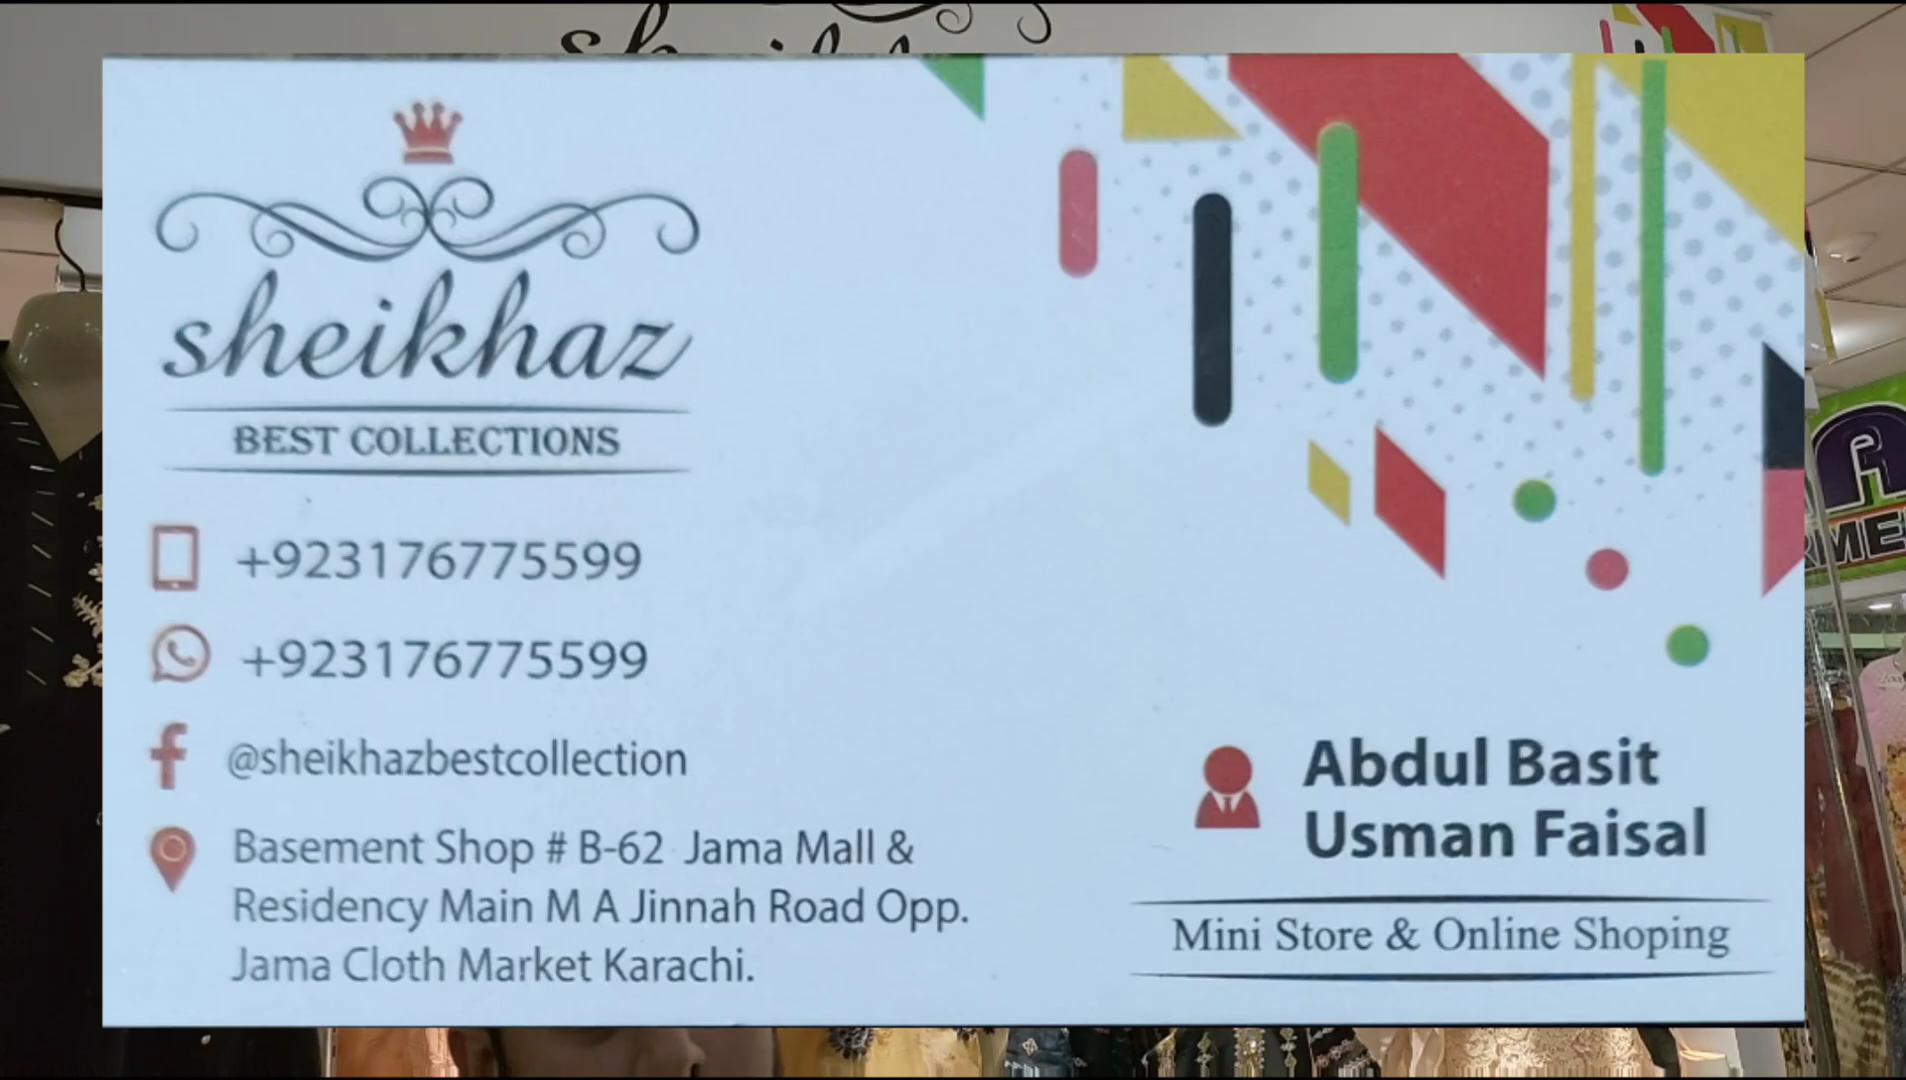 sheikhaz
BEST COLLECTIONS
+923176775599
+923176775599
@sheikhazbestcollection
Basement Shop # B-62 Jama Mall &
Residency Main M A Jinnah Road Opp.
Jama Cloth Market Karachi.
Abdul Basit
Usman Faisal
Mini Store & Online Shoping